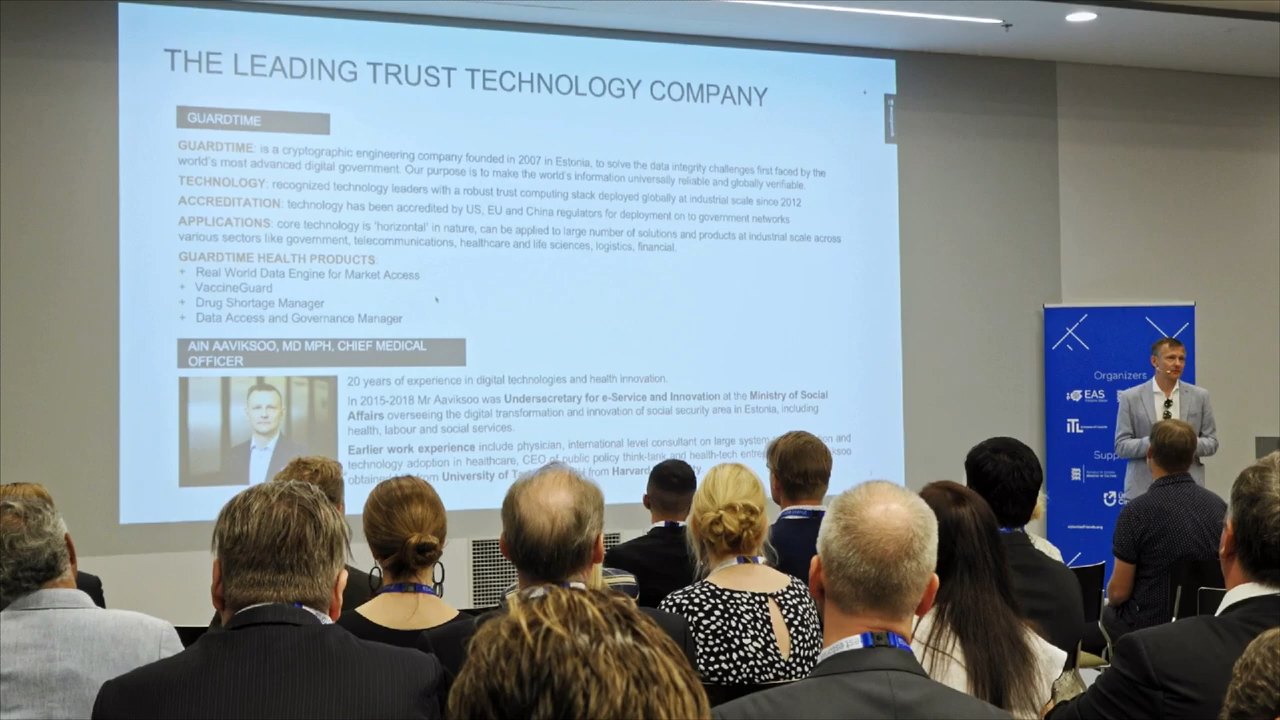 THE LEADING TRUST TECHNOLOGY COMPANY
GUARDTIME
GUARDTIME: is a cryptographic engineering company founded in 2007 in Estonia, to solve the data integrity challenges first faced by the
world's most advanced digital government. Our purpose is to make the world's information universally reliable and globally verifiable.
TECHNOLOGY: recognized technology leaders with a robust trust computing stack deployed globally at industrial scale since 2012
ACCREDITATION: technology has been accredited by US, EU and China regulators for deployment on to government networks
APPLICATIONS: core technology is 'horizontal' in nature, can be applied to large number of solutions and products at industrial scale across
various sectors like government, telecommunications, healthcare and life sciences, logistics, financial.
GUARDTIME HEALTH PRODUCTS:
+ Real World Data Engine for Market Access
+ VaccineGuard
+ Drug Shortage Manager
+ Data Access and Governance Manager
AIN AAVIKSOO, MD MPH, CHIEF MEDICAL
OFFICER
20 years of experience in digital technologies and health innovation.
In 2015-2018 Mr Aaviksoo was Undersecretary for e-Service and Innovation at the Ministry of Social
Affairs overseeing the digital transformation and innovation of social security area in Estonia, including
health, labour and social services.
Earlier work experience include physician, international level consultant on large system and
technology adoption in healthcare, CEO of public policy think-tank and health-tech
from University of from Harvard
Organizers
EAS
iTL